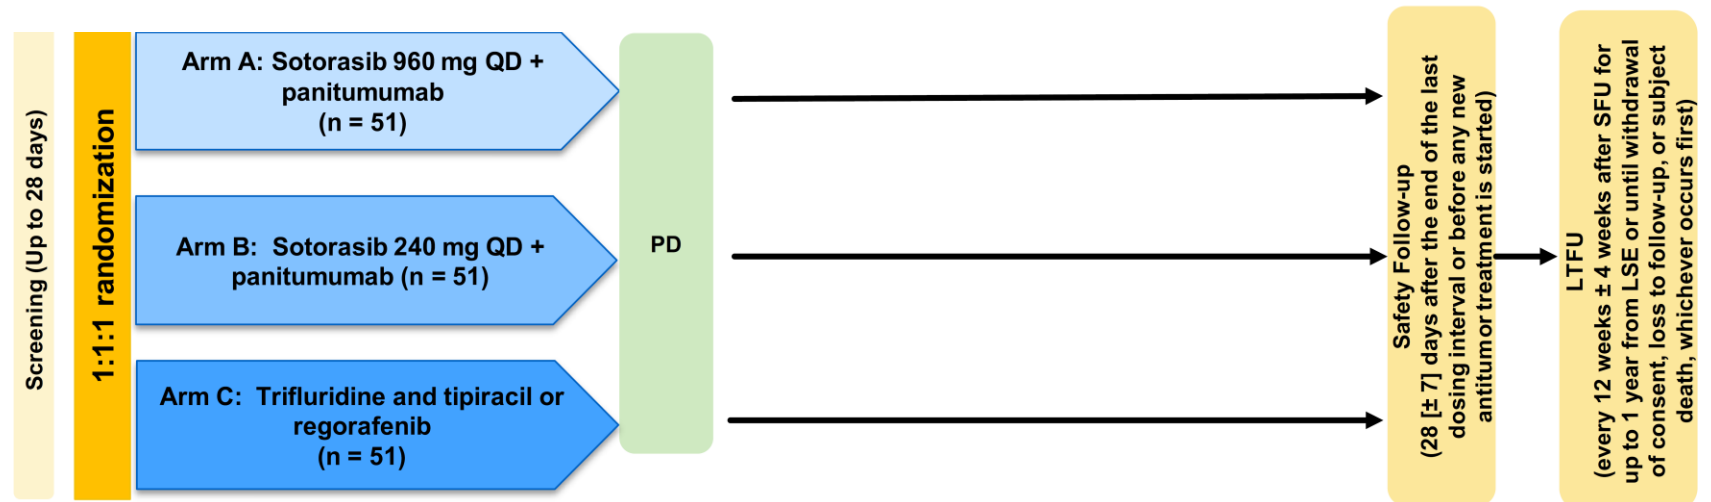 Screening (Up to 28 days)
1:1:1 randomization
Arm A: Sotorasib 960 mg QD +
panitumumab
(n = 51)
Arm B:  Sotorasib 240 mg QD +
panitumumab (n = 51)
Arm C:  Trifluridine and tipiracil or
regorafenib
(n = 51)
PD
Safety Follow-up
(28 [± 7] days after the end of the last
dosing interval or before any new
antitumor treatment is started)
LTFU
(every 12 weeks ± 4 weeks after SFU for
up to 1 year from LSE or until withdrawal
of consent, loss to follow-up, or subject
death, whichever occurs first)